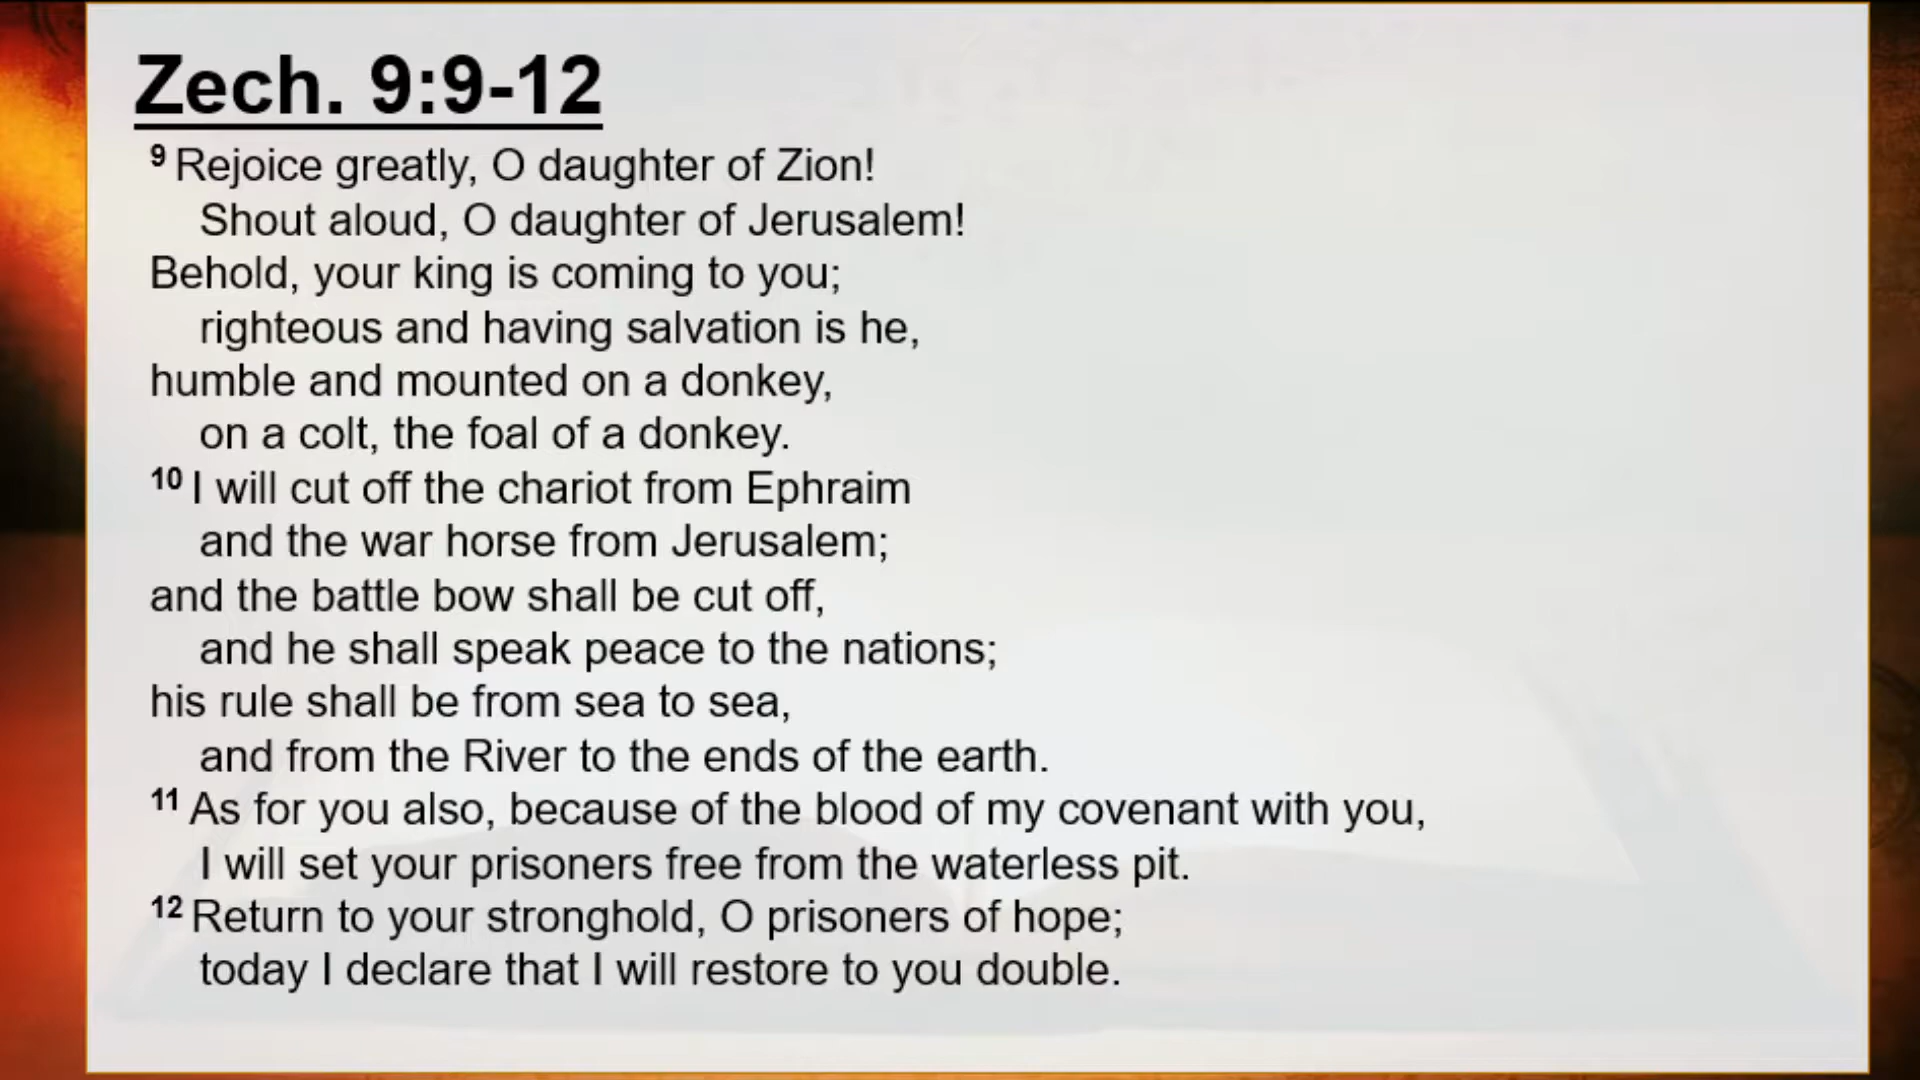 Zech. 9:9-12
9 Rejoice greatly, O daughter of Zion!
Shout aloud, O daughter of Jerusalem!
Behold, your king is coming to you;
righteous and having salvation is he,
humble and mounted on a donkey,
on a colt, the foal of a donkey.
10 I will cut off the chariot from Ephraim
and the war horse from Jerusalem;
and the battle bow shall be cut off,
and he shall speak peace to the nations;
his rule shall be from sea to sea,
and from the River to the ends of the earth.
11 As for you also, because of the blood of my covenant with you,
I will set your prisoners free from the waterless pit.
12 Return to your stronghold, O prisoners of hope;
today I declare that I will restore to you double.